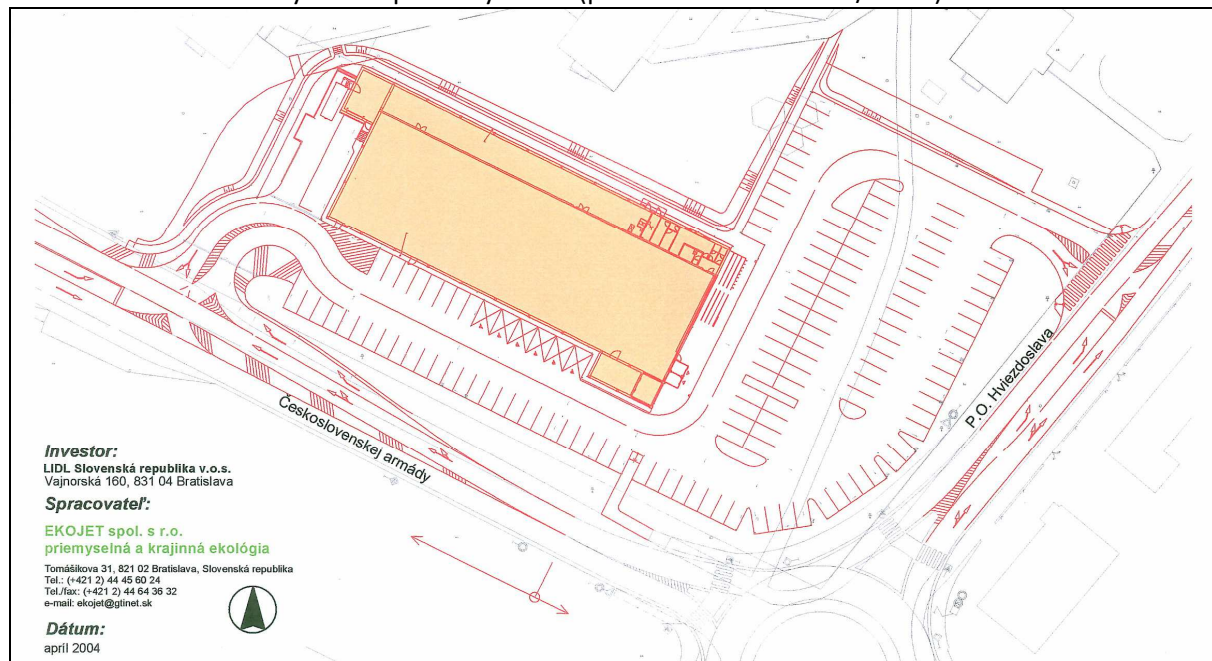 Československej armády
P.O. Hviezdoslava
Investor:
LIDL Slovenská republika v.o.s.
Vajnorská 160, 831 04 Bratislava
Spracovateľ:
EKOJET spol. s r.o.
priemyselná a krajinná ekológia
Tomášikova 31, 821 02 Bratislava, Slovenská republika
Tel.: (+421 2) 44 45 60 24
Tel./fax: (+421 2) 44 64 36 32
e-mail: ekojet@gtinet.sk
Dátum:
apríl 2004